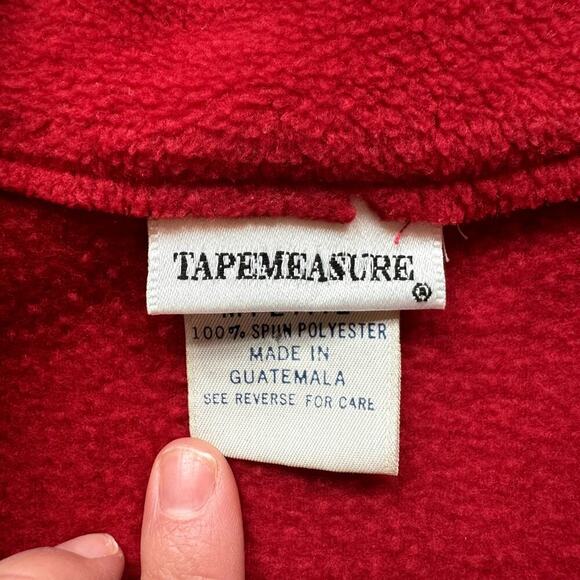 TAPEMEASURE ®
100% SPUN POLYESTER
MADE IN
GUATEMALA
SEE REVERSE FOR CARE